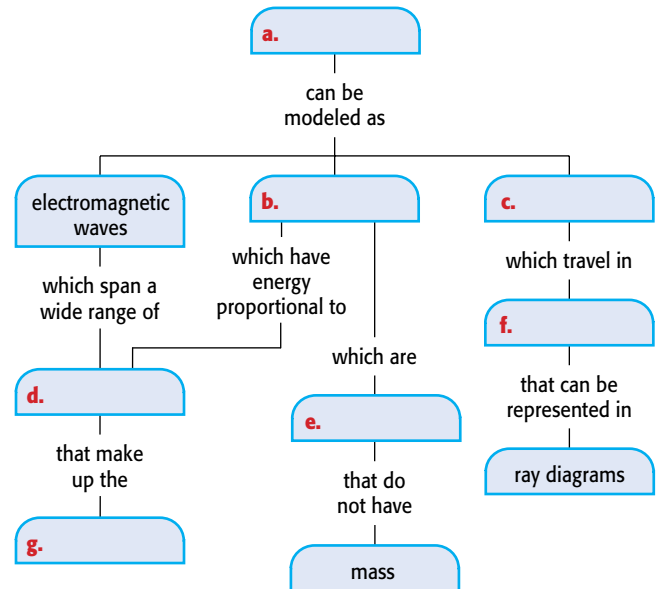 a.
can be
modeled as
electromagnetic
waves
b.
c.
which span a
wide range of
which have
energy
proportional to
which travel in
f.
d.
which are
that can be
represented in
e.
that make
up the
that do
not have
ray diagrams
g.
mass